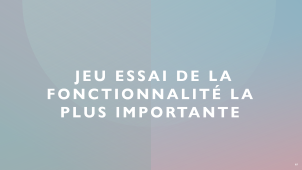 JEU ESSAI DE LA
FONCTIONNALITÉ LA
PLUS IMPORTANTE